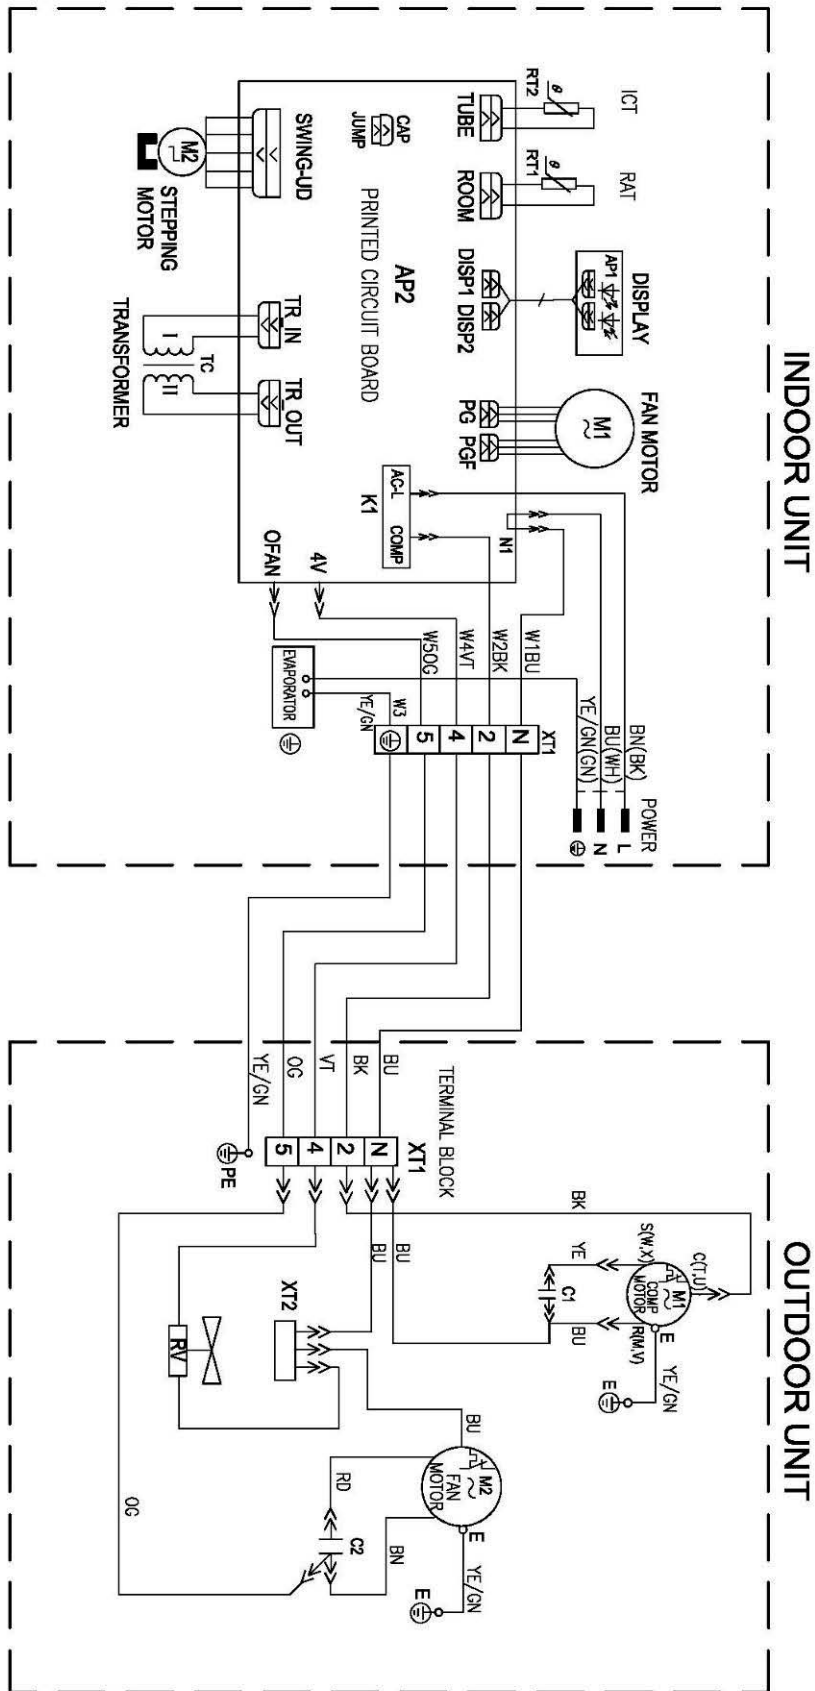 INDOOR UNIT
ICT
RT2
θ
TUBE
RAT
RT1
θ
ROOM
DISPLAY
AP1
DISP1 DISP2
FAN MOTOR
M1
PG PGF
CAP
JUMP
AP2
PRINTED CIRCUIT BOARD
SWING-UD
M2
STEPPING
MOTOR
TR_IN
TR_OUT
I
II
TC
TRANSFORMER
AC-L
COMP
K1
N1
OFAN
4V
W1BU
W2BK
W4VT
W5OG
W3
YE/GN
EVAPORATOR
XT1
N
2
4
5
BN(BK)
BU(WH)
YE/GN(GN)
POWER
L
N
OUTDOOR UNIT
BU
BK
VT
OG
YE/GN
TERMINAL BLOCK
XT1
N
2
4
5
PE
BK
BU
BU
C(T,U)
S(W,X)
R(M,V)
M1
COMP
MOTOR
E
YE/GN
E
YE
C1
BU
XT2
RV
BU
M2
FAN
MOTOR
E
YE/GN
E
RD
C2
BN
OG